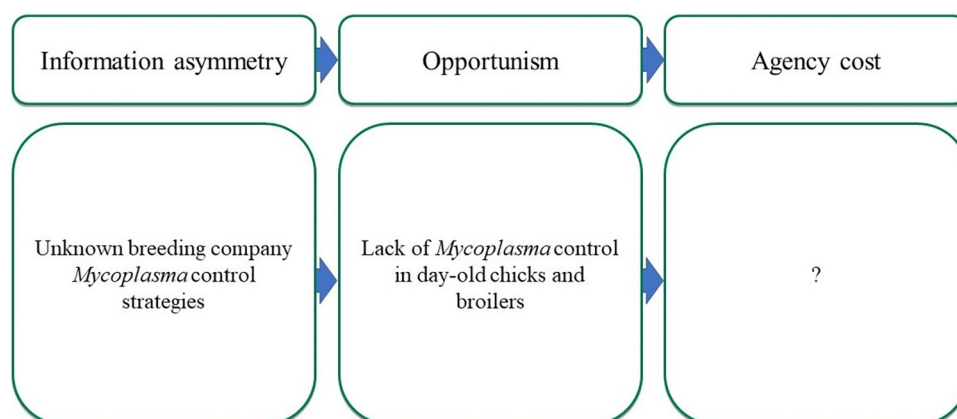 Information asymmetry
Opportunism
Agency cost
Unknown breeding company
Mycoplasma control
strategies
Lack of Mycoplasma control
in day-old chicks and
broilers
?